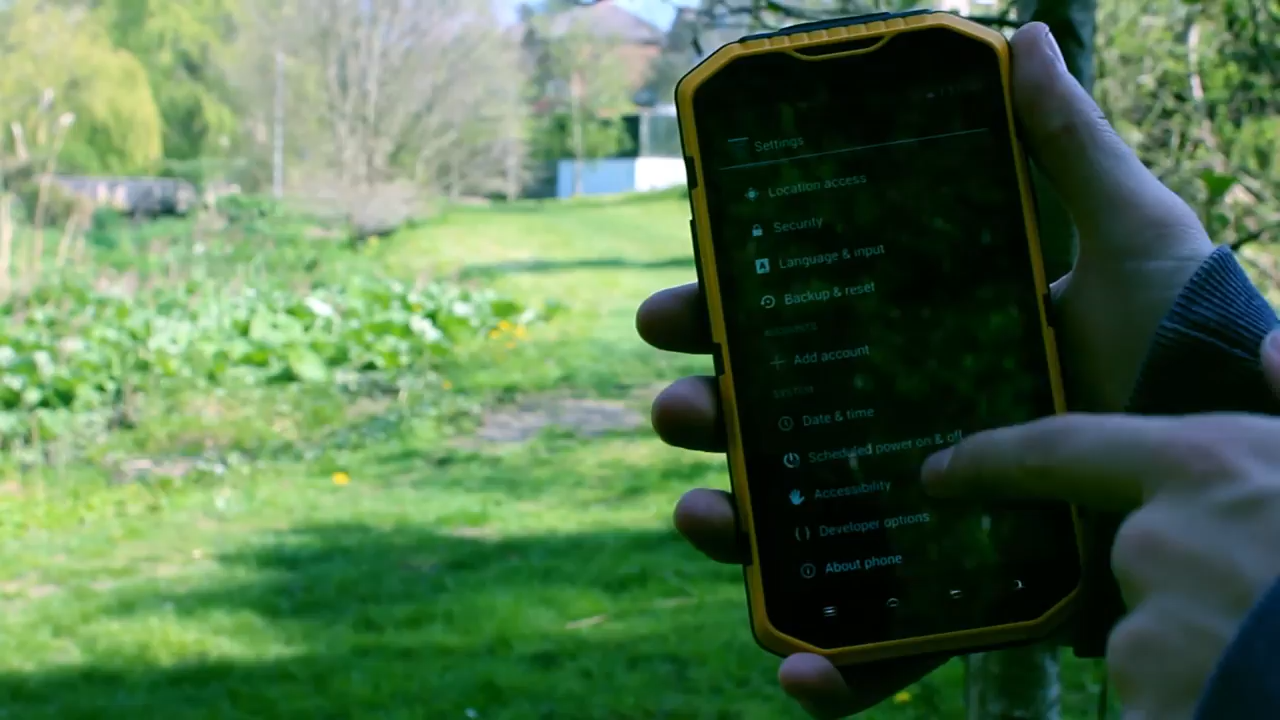 Settings
Location access
Security
Language & input
Backup & reset
ACCOUNTS
Add account
SYSTEM
Date & time
Scheduled power on & off
Accessibility
Developer options
About phone